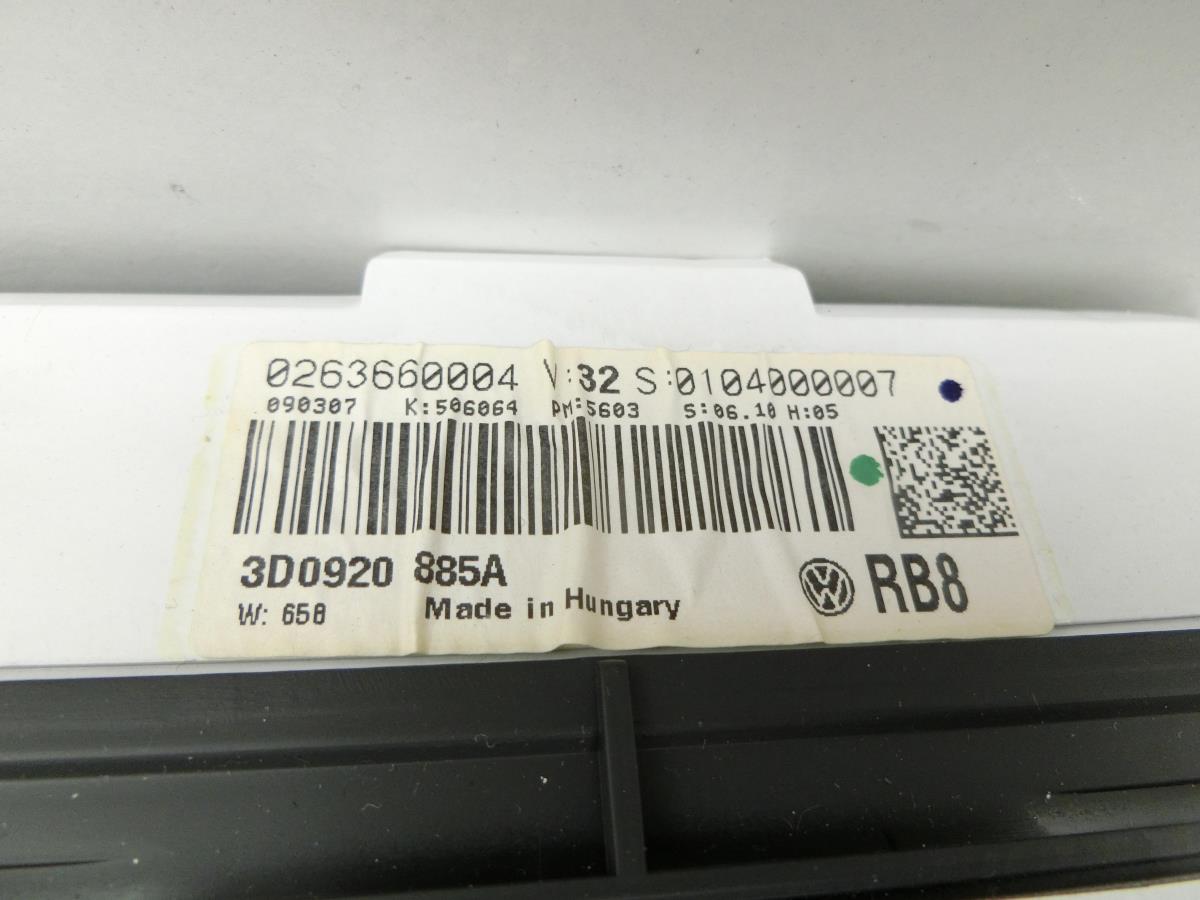 0263660004 V:32 S:0104000007
090307 K:506064 PM:5603 S:06.10 H:05
3D0920 885A RB8
W: 658 Made in Hungary